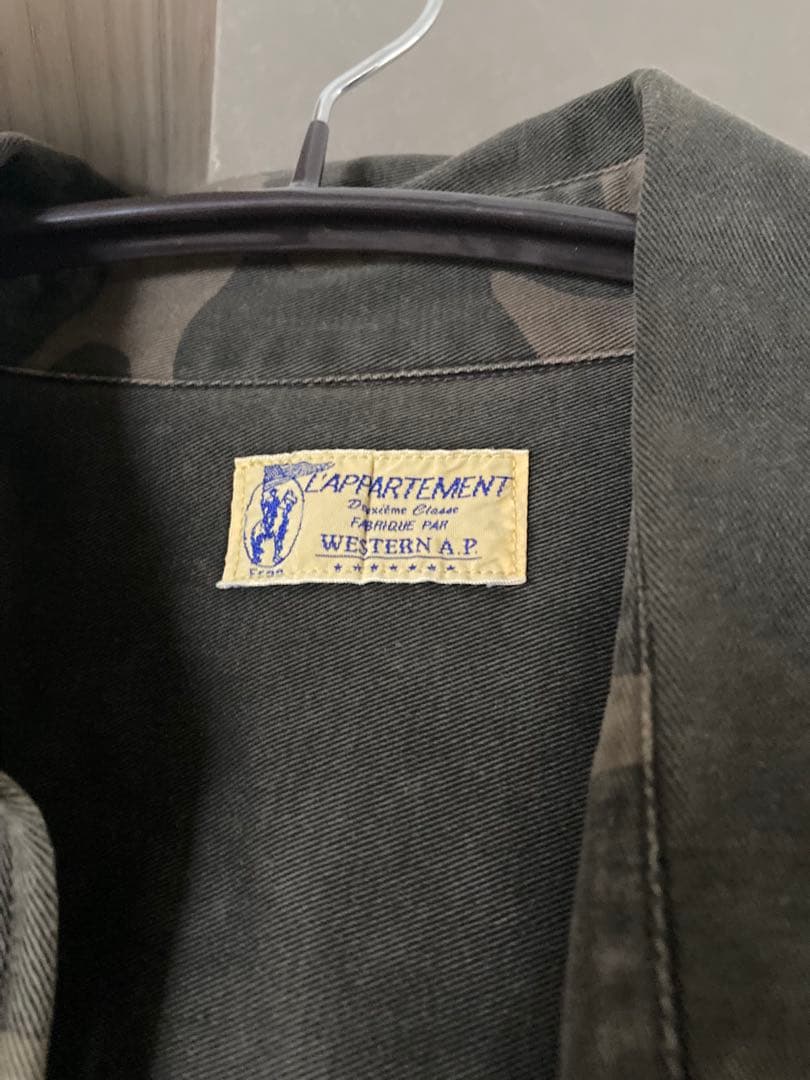 L'APPARTEMENT
Deuxième Classe
FABRIQUE PAR
WESTERN A.P.